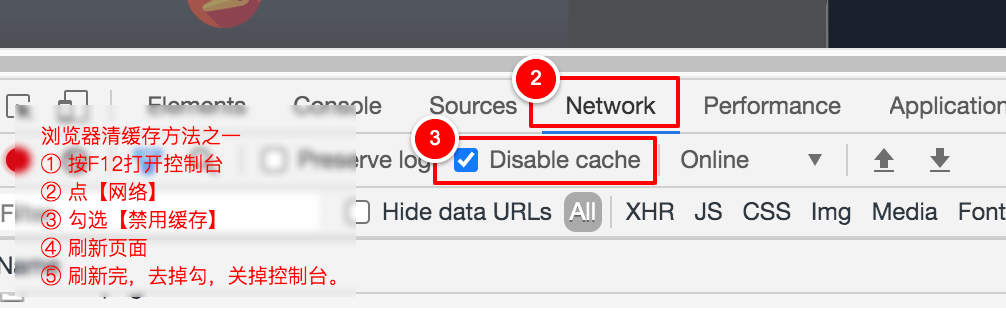 ②
Elements Console Sources Network Performance Application
浏览器清缓存方法之一
③
① 按F12打开控制台
Preserve log Disable cache Online
② 点【网络】
③ 勾选【禁用缓存】
Hide data URLs All XHR JS CSS Img Media Font
④ 刷新页面
⑤ 刷新完，去掉勾，关掉控制台。